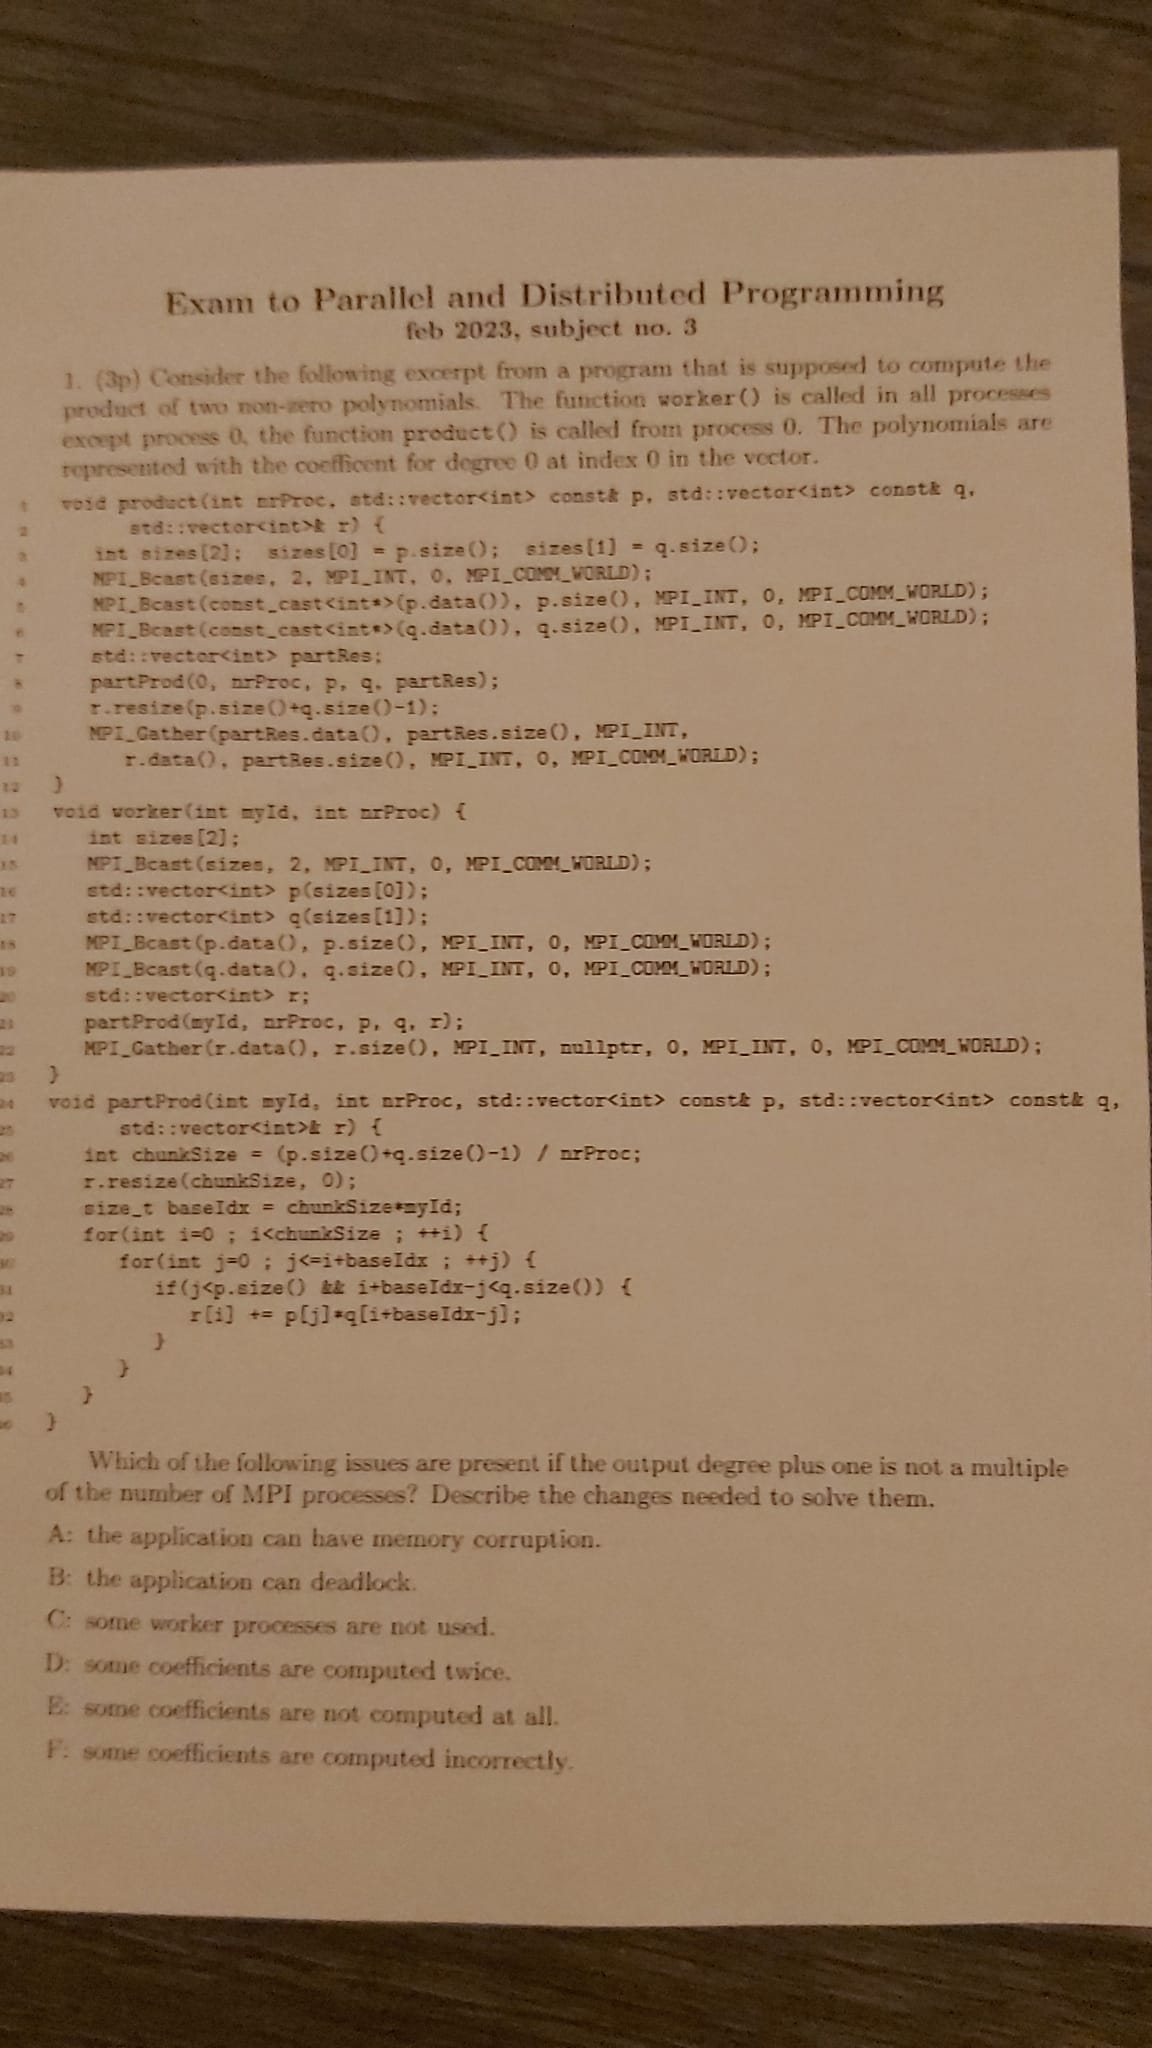 Exam to Parallel and Distributed Programming
feb 2023, subject no. 3
1. (3p) Consider the following excerpt from a program that is supposed to compute the
product of two non-zero polynomials. The function worker() is called in all processes
except process 0, the function product() is called from process 0. The polynomials are
represented with the coefficent for degree 0 at index 0 in the vector.
1 void product(int nrProc, std::vector<int> const& p, std::vector<int> const& q,
2 std::vector<int>& r) {
3 int sizes[2]; sizes[0] = p.size(); sizes[1] = q.size();
4 MPI_Bcast(sizes, 2, MPI_INT, 0, MPI_COMM_WORLD);
5 MPI_Bcast(const_cast<int*>(p.data()), p.size(), MPI_INT, 0, MPI_COMM_WORLD);
6 MPI_Bcast(const_cast<int*>(q.data()), q.size(), MPI_INT, 0, MPI_COMM_WORLD);
7 std::vector<int> partRes;
8 partProd(0, nrProc, p, q, partRes);
9 r.resize(p.size()+q.size()-1);
10 MPI_Gather(partRes.data(), partRes.size(), MPI_INT,
11 r.data(), partRes.size(), MPI_INT, 0, MPI_COMM_WORLD);
12 }
13 void worker(int myId, int nrProc) {
14 int sizes[2];
15 MPI_Bcast(sizes, 2, MPI_INT, 0, MPI_COMM_WORLD);
16 std::vector<int> p(sizes[0]);
17 std::vector<int> q(sizes[1]);
18 MPI_Bcast(p.data(), p.size(), MPI_INT, 0, MPI_COMM_WORLD);
19 MPI_Bcast(q.data(), q.size(), MPI_INT, 0, MPI_COMM_WORLD);
20 std::vector<int> r;
21 partProd(myId, nrProc, p, q, r);
22 MPI_Gather(r.data(), r.size(), MPI_INT, nullptr, 0, MPI_INT, 0, MPI_COMM_WORLD);
23 }
24 void partProd(int myId, int nrProc, std::vector<int> const& p, std::vector<int> const& q,
25 std::vector<int>& r) {
26 int chunkSize = (p.size()+q.size()-1) / nrProc;
27 r.resize(chunkSize, 0);
28 size_t baseIdx = chunkSize*myId;
29 for(int i=0 ; i<chunkSize ; ++i) {
30 for(int j=0 ; j<=i+baseIdx ; ++j) {
31 if(j<p.size() && i+baseIdx-j<q.size()) {
32 r[i] += p[j]*q[i+baseIdx-j];
33 }
34 }
35 }
36 }
Which of the following issues are present if the output degree plus one is not a multiple
of the number of MPI processes? Describe the changes needed to solve them.
A: the application can have memory corruption.
B: the application can deadlock.
C: some worker processes are not used.
D: some coefficients are computed twice.
E: some coefficients are not computed at all.
F: some coefficients are computed incorrectly.